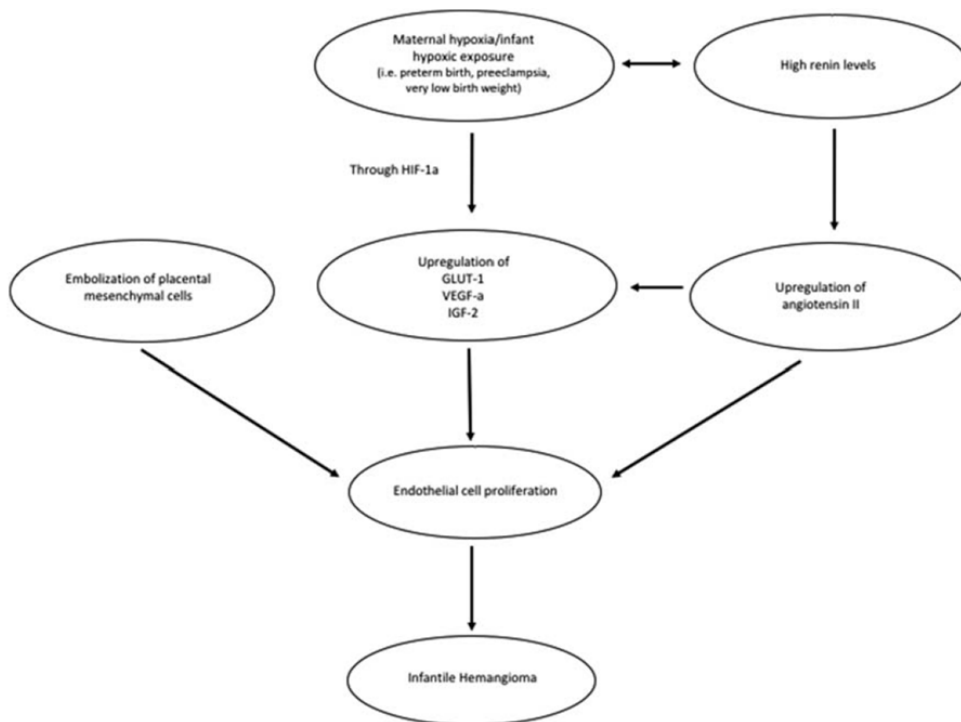 Maternal hypoxia/infant
hypoxic exposure
(i.e. preterm birth, preeclampsia,
very low birth weight)
High renin levels
Through HIF-1a
Embolization of placental
mesenchymal cells
Upregulation of
GLUT-1
VEGF-a
IGF-2
Upregulation of
angiotensin II
Endothelial cell proliferation
Infantile Hemangioma